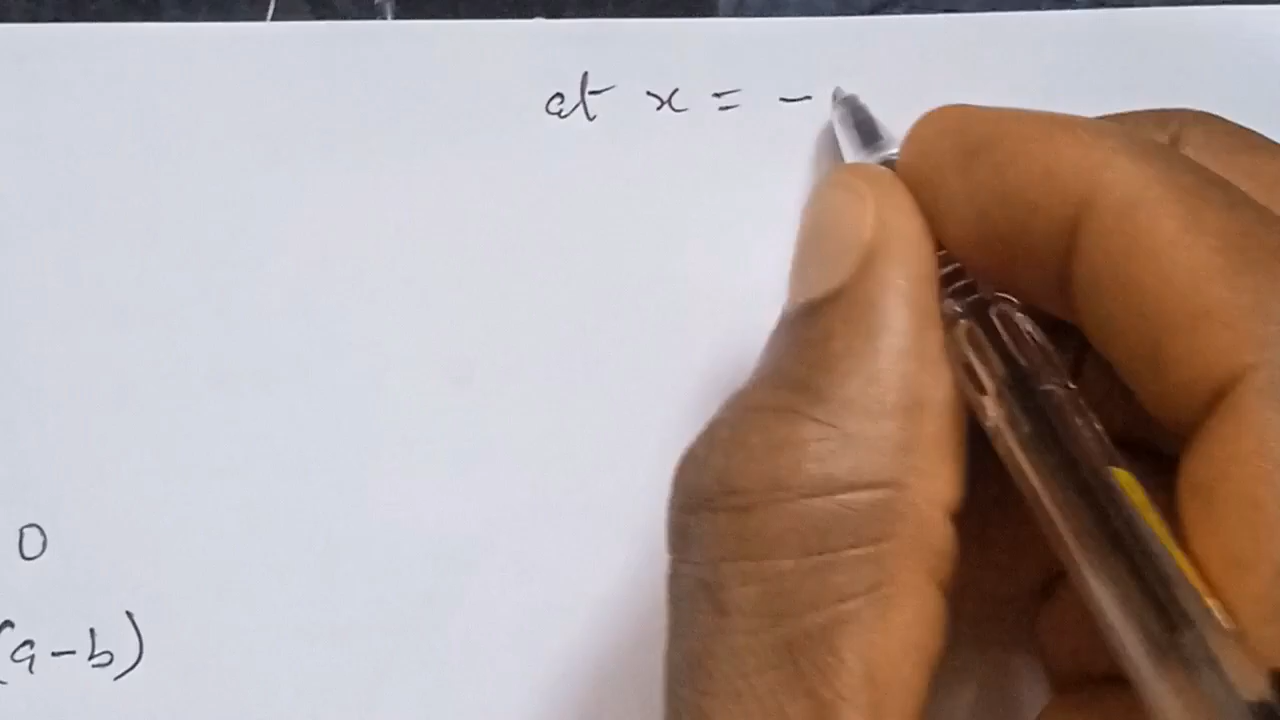 at x = -
0
(a-b)